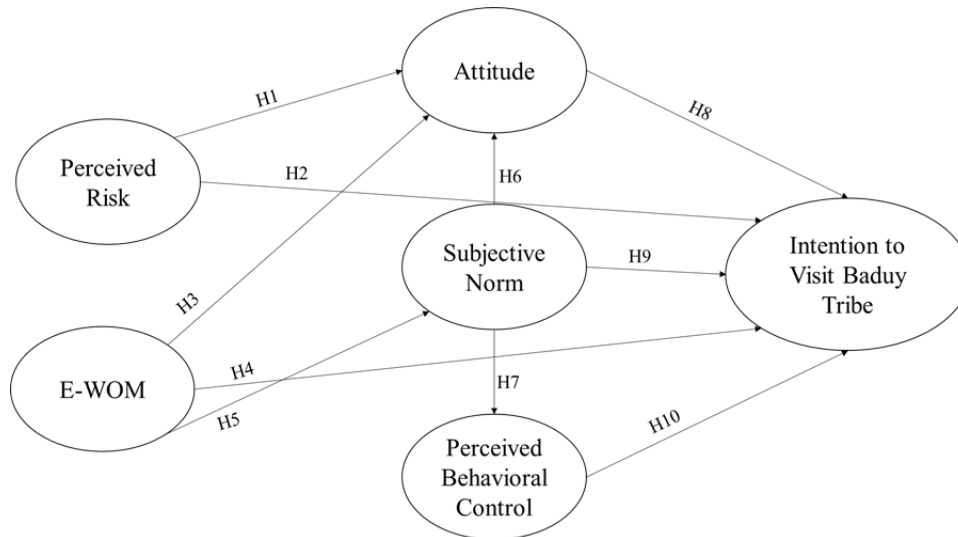 Attitude
H1
H8
Perceived
Risk
H2
H6
Subjective
Norm
H9
Intention to
Visit Baduy
Tribe
H3
E-WOM
H4
H5
H7
H10
Perceived
Behavioral
Control